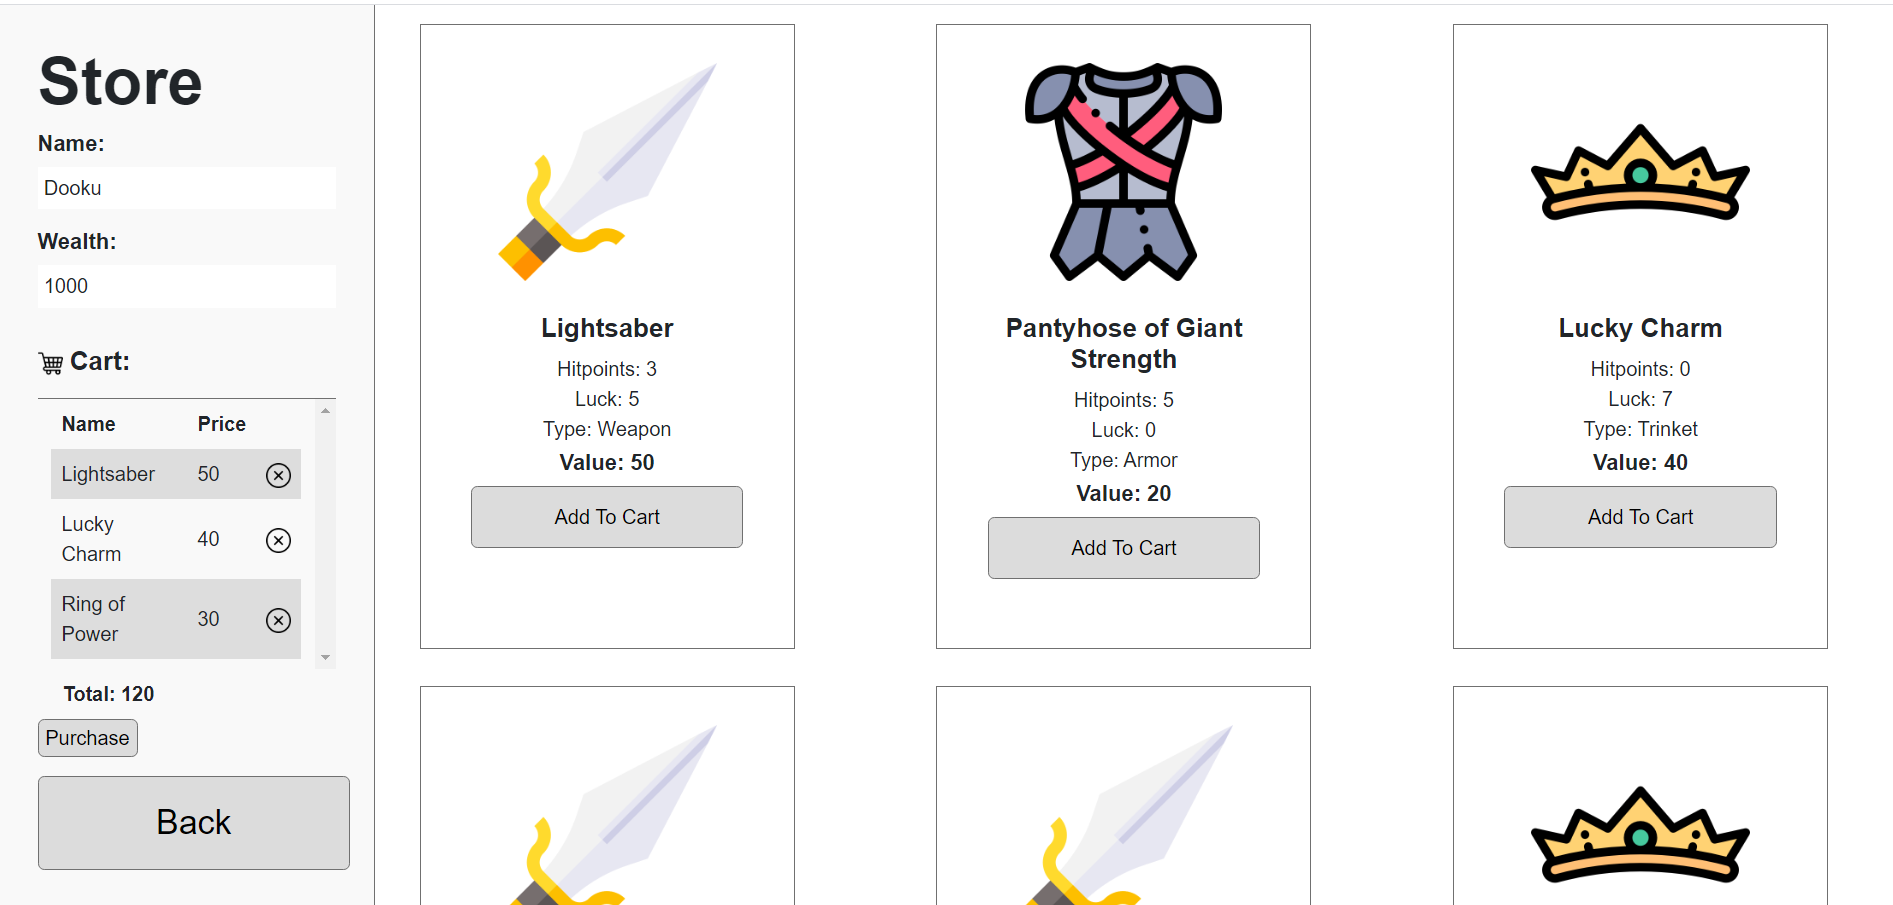 Store
Name:
Dooku
Wealth:
1000
Cart:
Name Price
Lightsaber 50
Lucky
Charm 40
Ring of
Power 30
Total: 120
Purchase
Back
Lightsaber
Hitpoints: 3
Luck: 5
Type: Weapon
Value: 50
Add To Cart
Pantyhose of Giant
Strength
Hitpoints: 5
Luck: 0
Type: Armor
Value: 20
Add To Cart
Lucky Charm
Hitpoints: 0
Luck: 7
Type: Trinket
Value: 40
Add To Cart